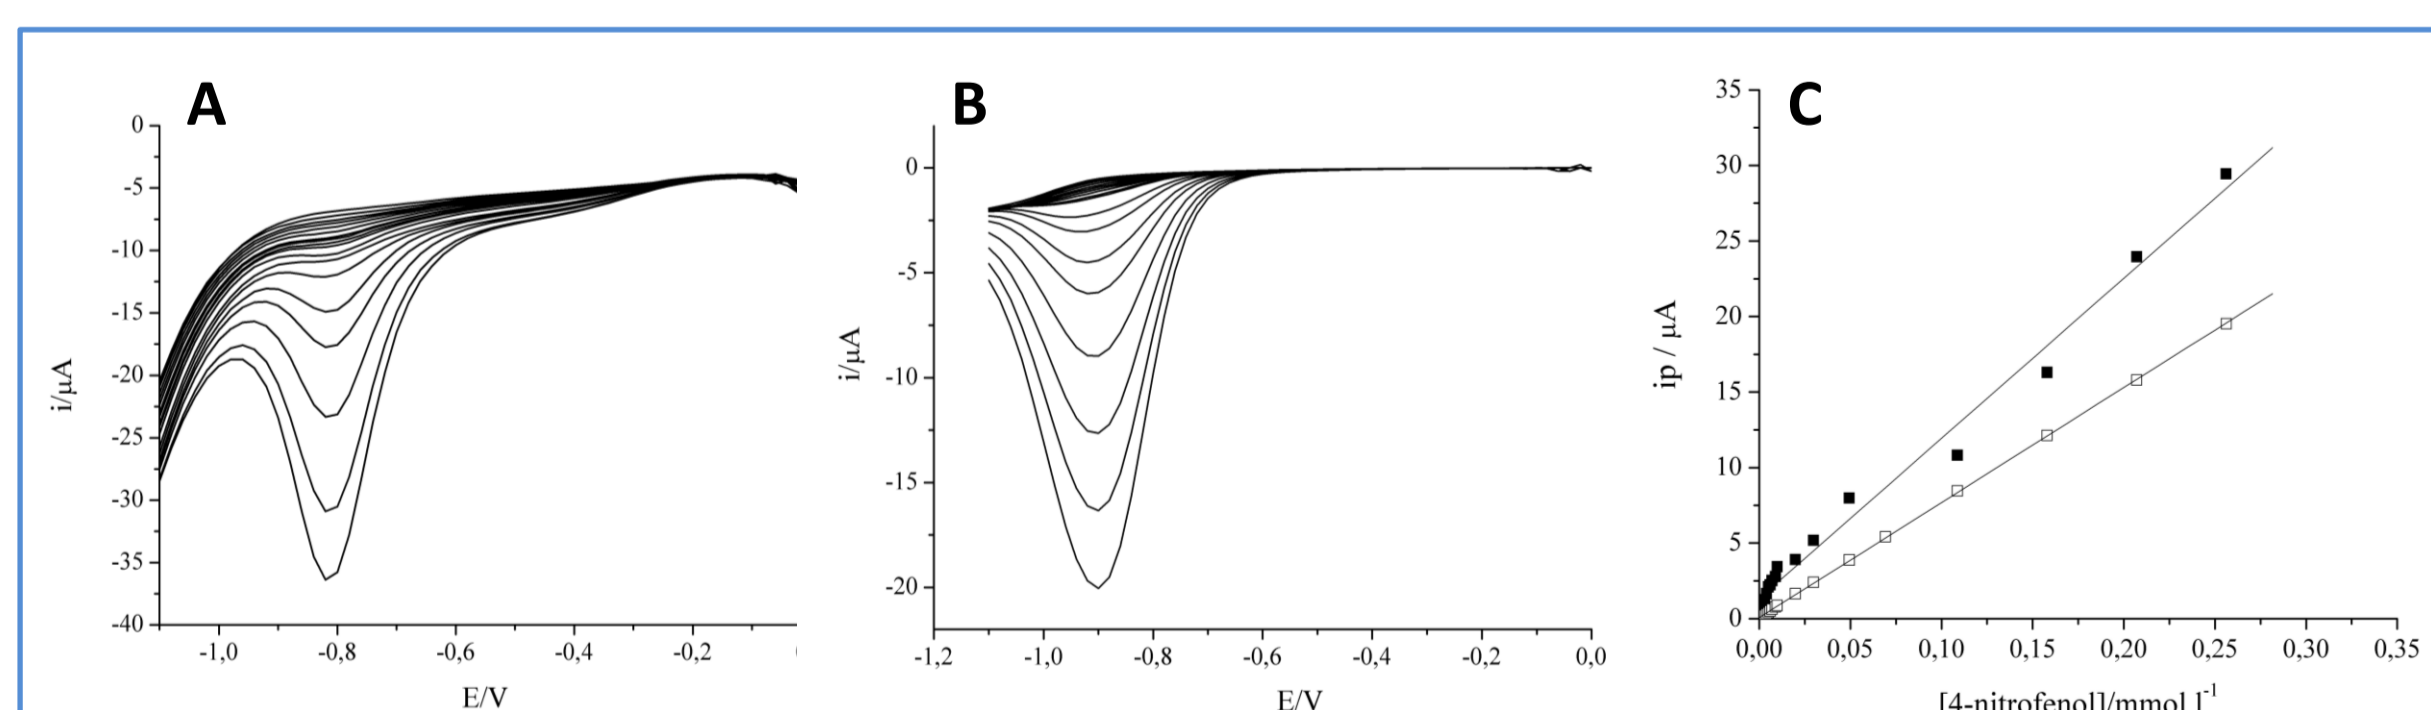 A
0
-5
-10
-15
-20
-25
-30
-35
-40
i/μA
-1,0 -0,8 -0,6 -0,4 -0,2
E/V
B
0
-5
-10
-15
-20
i/μA
-1,2 -1,0 -0,8 -0,6 -0,4 -0,2 0,0
E/V
C
35
30
25
20
15
10
5
0
ip / μA
0,00 0,05 0,10 0,15 0,20 0,25 0,30 0,35
[4-nitrofenol]/mmol l-1